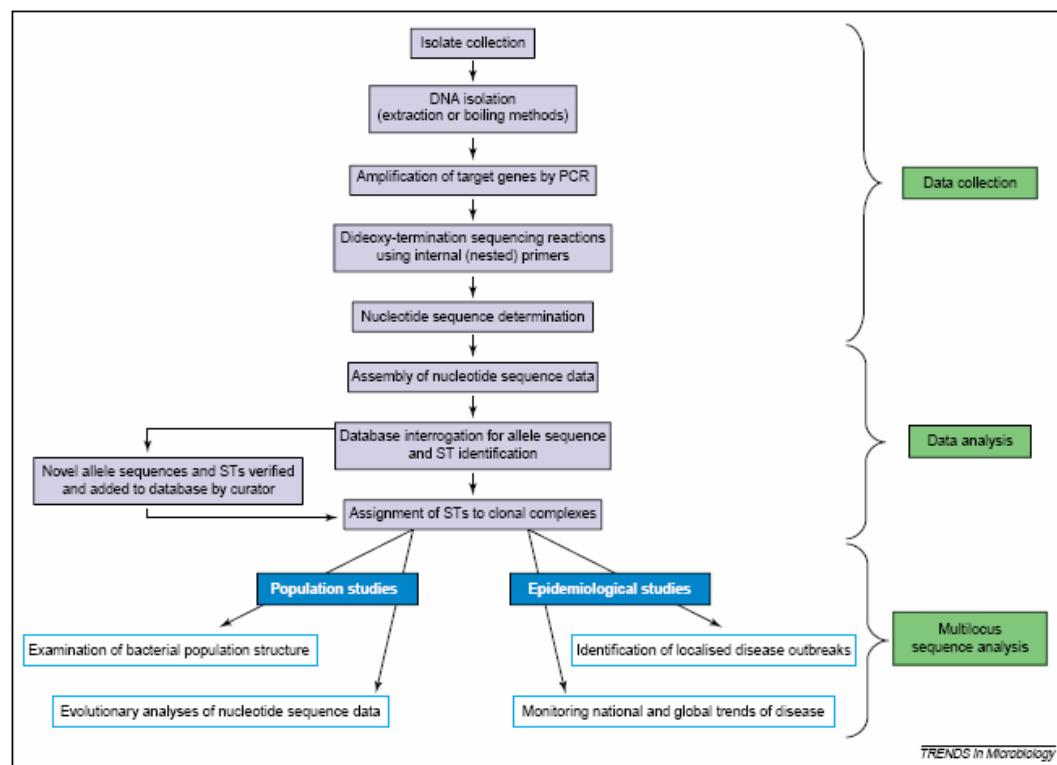 Isolate collection
DNA isolation
(extraction or boiling methods)
Amplification of target genes by PCR
Data collection
Dideoxy-termination sequencing reactions
using internal (nested) primers
Nucleotide sequence determination
Assembly of nucleotide sequence data
Database interrogation for allele sequence
and ST identification
Data analysis
Novel allele sequences and STs verified
and added to database by curator
Assignment of STs to clonal complexes
Population studies
Epidemiological studies
Examination of bacterial population structure
Identification of localised disease outbreaks
Multilocus
sequence analysis
Evolutionary analyses of nucleotide sequence data
Monitoring national and global trends of disease
TRENDS in Microbiology